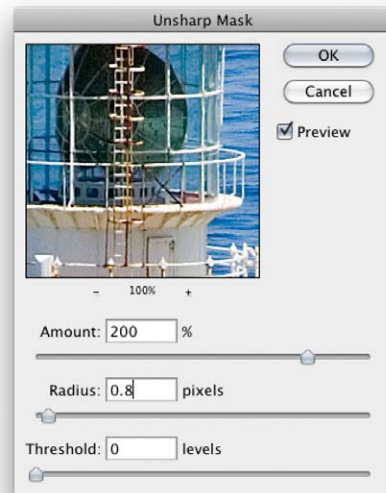 Unsharp Mask
OK
Cancel
Preview
- 100% +
Amount: 200 %
Radius: 0.8 pixels
Threshold: 0 levels